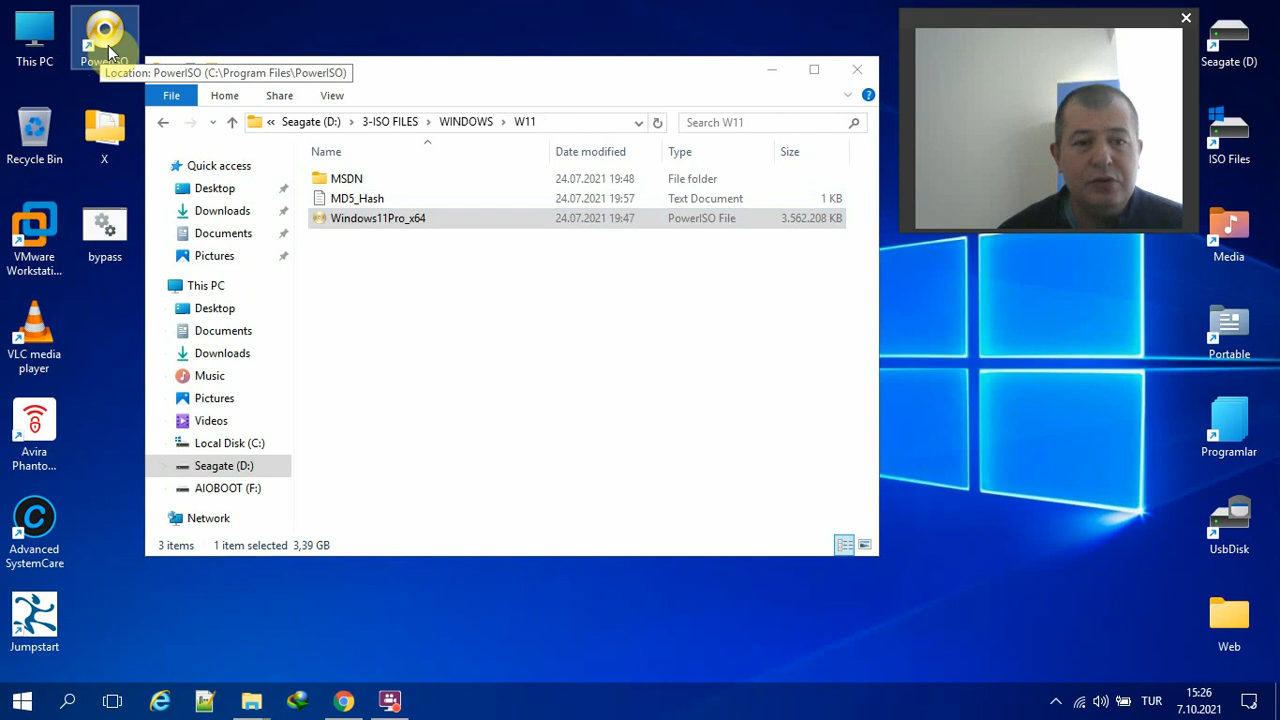 This PC
PowerISO
Location: PowerISO (C:\Program Files\PowerISO)
Recycle Bin
X
VMware
Workstati...
bypass
VLC media
player
Avira
Phanto...
Advanced
SystemCare
Jumpstart
File
Home
Share
View
« Seagate (D:) > 3-ISO FILES > WINDOWS > W11
Search W11
Name
Date modified
Type
Size
MSDN
24.07.2021 19:48
File folder
MD5_Hash
24.07.2021 19:57
Text Document
1 KB
Windows11Pro_x64
24.07.2021 19:47
PowerISO File
3.562.208 KB
Quick access
Desktop
Downloads
Documents
Pictures
This PC
Desktop
Documents
Downloads
Music
Pictures
Videos
Local Disk (C:)
Seagate (D:)
AIOBOOT (F:)
Network
3 items
1 item selected 3,39 GB
Seagate (D)
ISO Files
Media
Portable
Programlar
UsbDisk
Web
TUR
15:26
7.10.2021